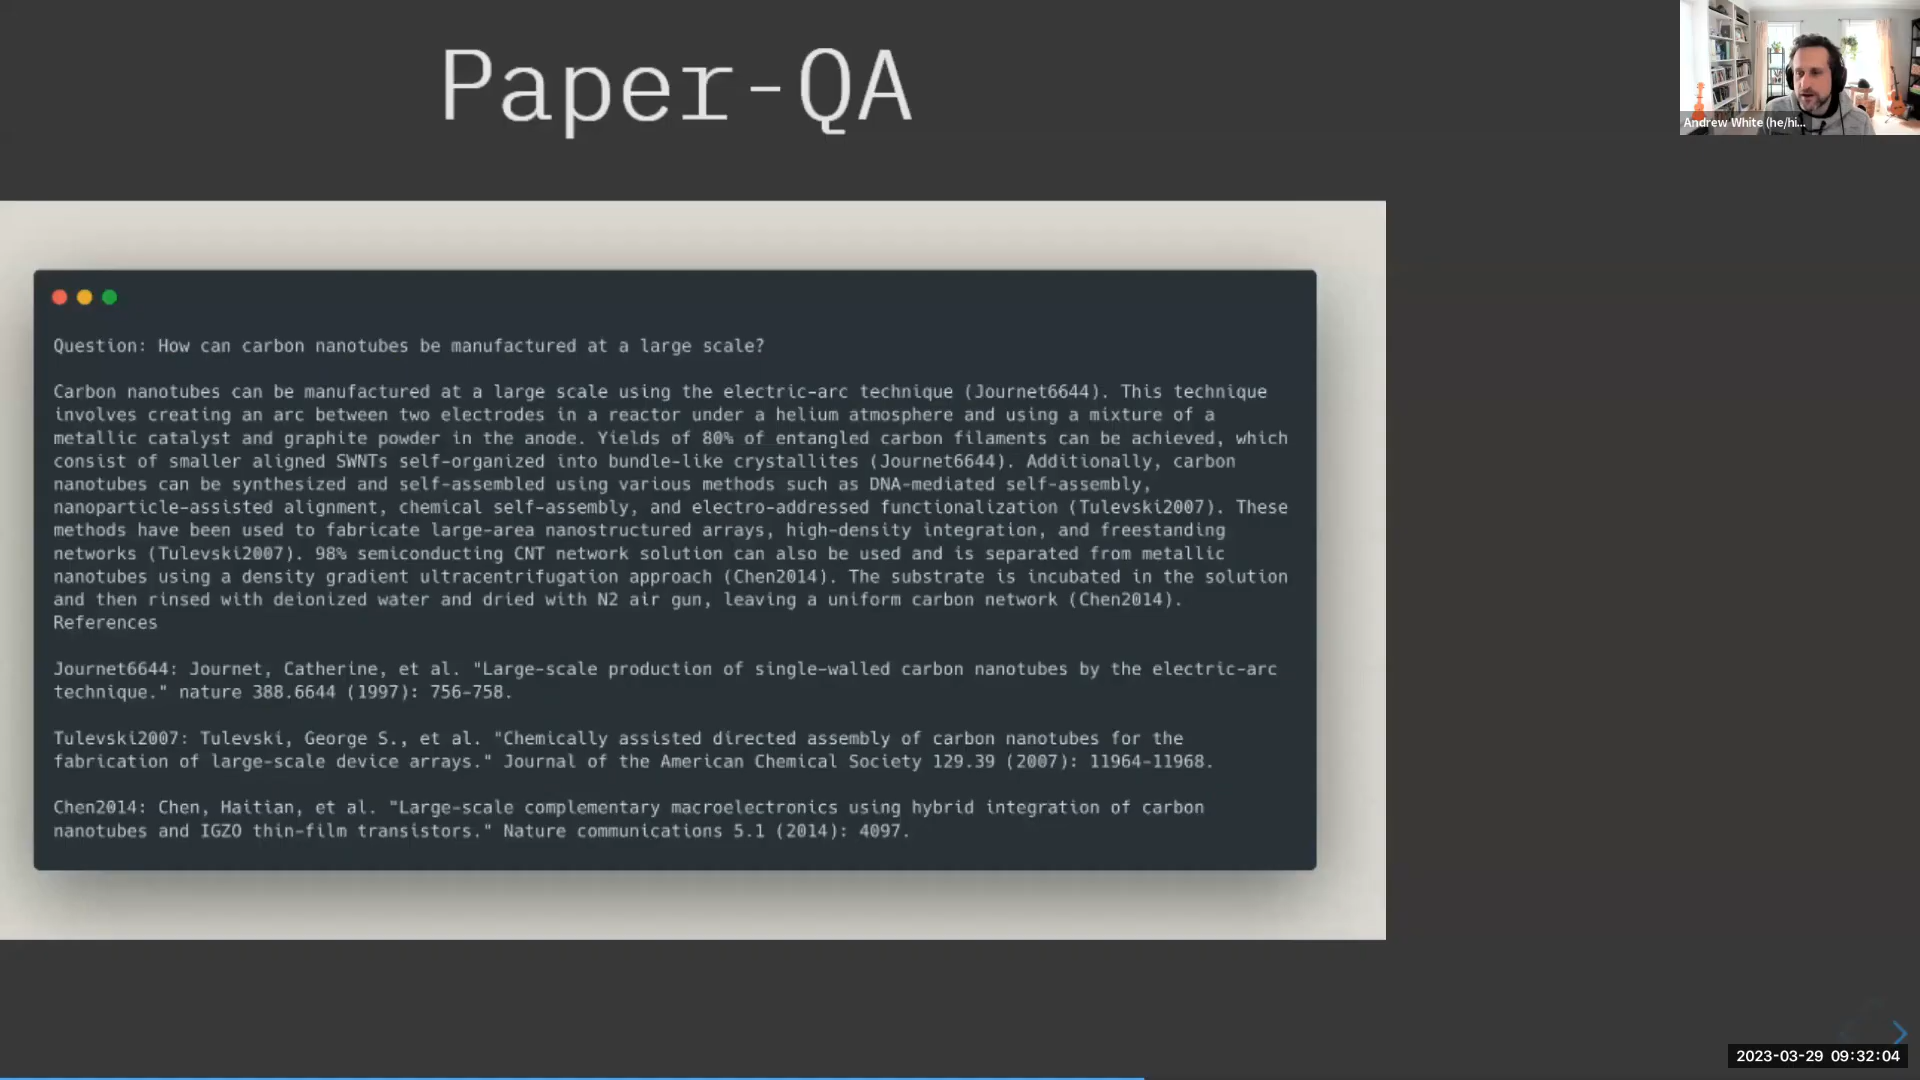 Paper-QA
Andrew White (he/hi...
Question: How can carbon nanotubes be manufactured at a large scale?
Carbon nanotubes can be manufactured at a large scale using the electric-arc technique (Journet6644). This technique
involves creating an arc between two electrodes in a reactor under a helium atmosphere and using a mixture of a
metallic catalyst and graphite powder in the anode. Yields of 80% of entangled carbon filaments can be achieved, which
consist of smaller aligned SWNTs self-organized into bundle-like crystallites (Journet6644). Additionally, carbon
nanotubes can be synthesized and self-assembled using various methods such as DNA-mediated self-assembly,
nanoparticle-assisted alignment, chemical self-assembly, and electro-addressed functionalization (Tulevski2007). These
methods have been used to fabricate large-area nanostructured arrays, high-density integration, and freestanding
networks (Tulevski2007). 98% semiconducting CNT network solution can also be used and is separated from metallic
nanotubes using a density gradient ultracentrifugation approach (Chen2014). The substrate is incubated in the solution
and then rinsed with deionized water and dried with N2 air gun, leaving a uniform carbon network (Chen2014).
References
Journet6644: Journet, Catherine, et al. "Large-scale production of single-walled carbon nanotubes by the electric-arc
technique." nature 388.6644 (1997): 756-758.
Tulevski2007: Tulevski, George S., et al. "Chemically assisted directed assembly of carbon nanotubes for the
fabrication of large-scale device arrays." Journal of the American Chemical Society 129.39 (2007): 11964-11968.
Chen2014: Chen, Haitian, et al. "Large-scale complementary macroelectronics using hybrid integration of carbon
nanotubes and IGZO thin-film transistors." Nature communications 5.1 (2014): 4097.
2023-03-29 09:32:04